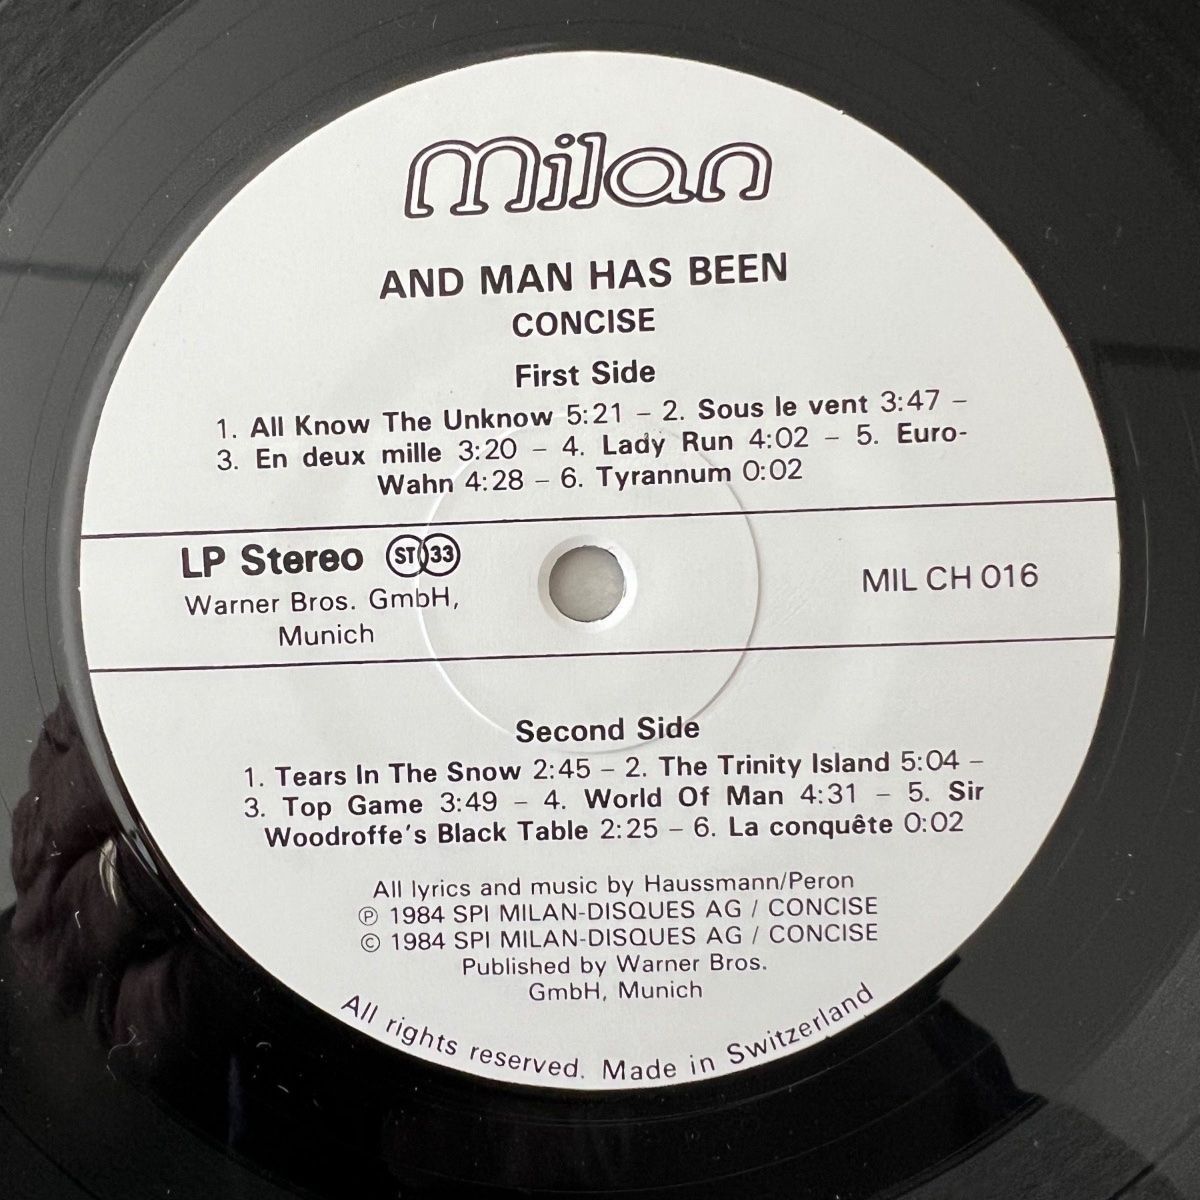 milan
AND MAN HAS BEEN
CONCISE
First Side
1. All Know The Unknow 5:21 – 2. Sous le vent 3:47 –
3. En deux mille 3:20 – 4. Lady Run 4:02 – 5. Euro-
Wahn 4:28 – 6. Tyrannum 0:02
LP Stereo ST 33
Warner Bros. GmbH,
Munich
MIL CH 016
Second Side
1. Tears In The Snow 2:45 – 2. The Trinity Island 5:04 –
3. Top Game 3:49 – 4. World Of Man 4:31 – 5. Sir
Woodroffe's Black Table 2:25 – 6. La conquête 0:02
All lyrics and music by Haussmann/Peron
℗ 1984 SPI MILAN-DISQUES AG / CONCISE
© 1984 SPI MILAN-DISQUES AG / CONCISE
Published by Warner Bros.
GmbH, Munich
All rights reserved. Made in Switzerland